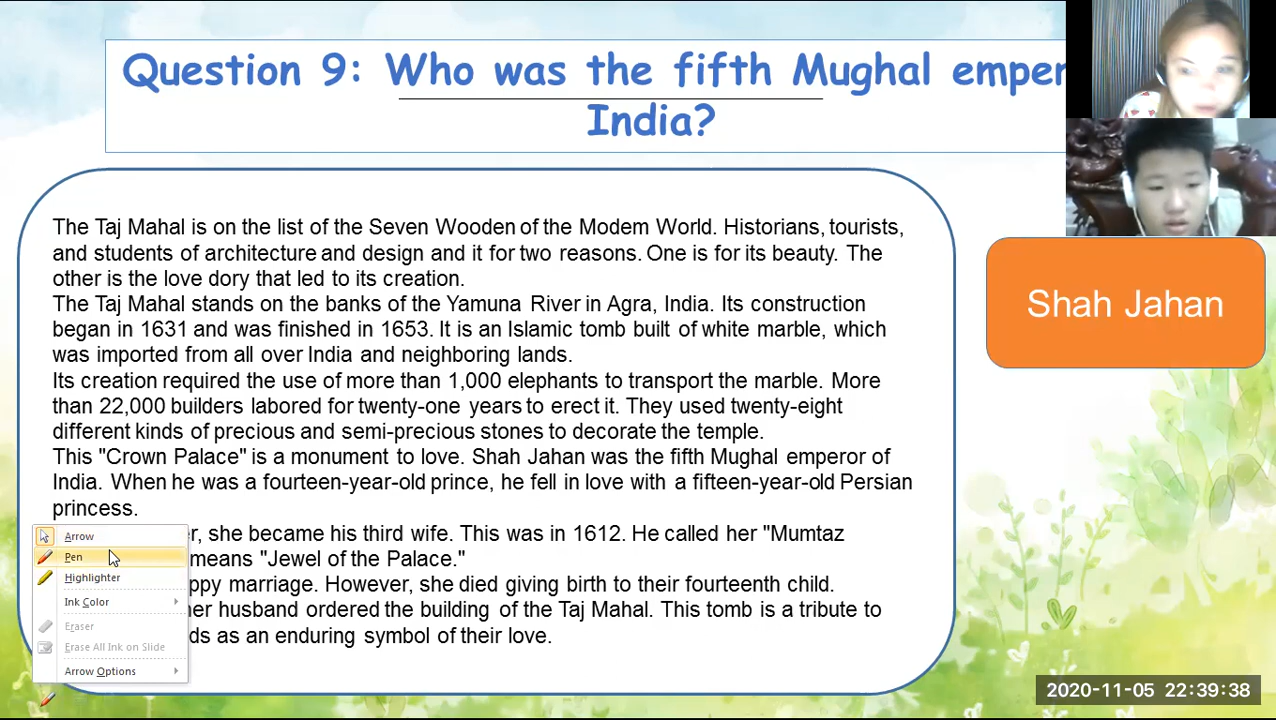 Question 9: Who was the fifth Mughal emper
India?
The Taj Mahal is on the list of the Seven Wooden of the Modem World. Historians, tourists,
and students of architecture and design and it for two reasons. One is for its beauty. The
other is the love dory that led to its creation.
The Taj Mahal stands on the banks of the Yamuna River in Agra, India. Its construction
began in 1631 and was finished in 1653. It is an Islamic tomb built of white marble, which
was imported from all over India and neighboring lands.
Its creation required the use of more than 1,000 elephants to transport the marble. More
than 22,000 builders labored for twenty-one years to erect it. They used twenty-eight
different kinds of precious and semi-precious stones to decorate the temple.
This "Crown Palace" is a monument to love. Shah Jahan was the fifth Mughal emperor of
India. When he was a fourteen-year-old prince, he fell in love with a fifteen-year-old Persian
princess.
r, she became his third wife. This was in 1612. He called her "Mumtaz
means "Jewel of the Palace."
ppy marriage. However, she died giving birth to their fourteenth child.
her husband ordered the building of the Taj Mahal. This tomb is a tribute to
ds as an enduring symbol of their love.
Shah Jahan
Arrow
Pen
Highlighter
Ink Color
Eraser
Erase All Ink on Slide
Arrow Options
2020-11-05 22:39:38